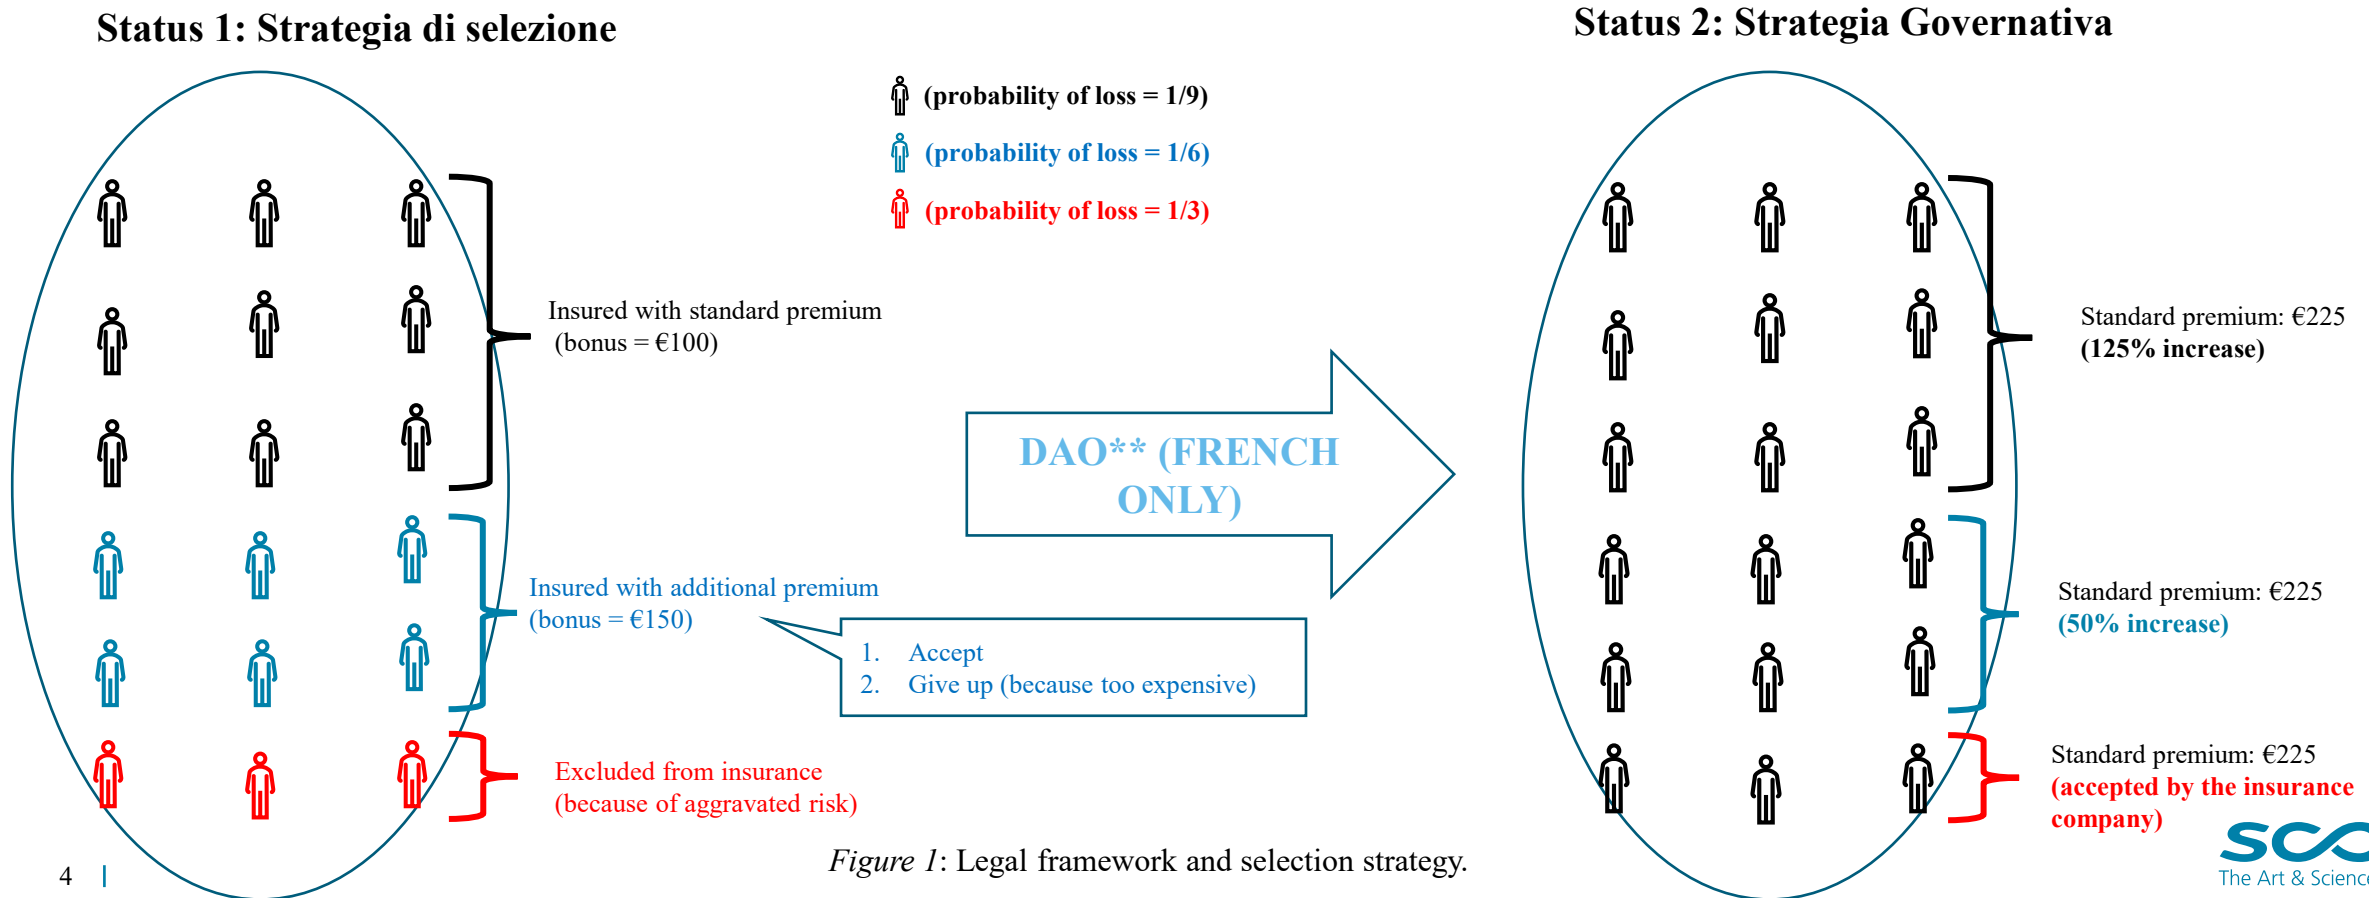 Status 1: Strategia di selezione
Status 2: Strategia Governativa
(probability of loss = 1/9)
(probability of loss = 1/6)
(probability of loss = 1/3)
Insured with standard premium
(bonus = €100)
Insured with additional premium
(bonus = €150)
1. Accept
2. Give up (because too expensive)
Excluded from insurance
(because of aggravated risk)
DAO** (FRENCH
ONLY)
Standard premium: €225
(125% increase)
Standard premium: €225
(50% increase)
Standard premium: €225
(accepted by the insurance
company)
Figure 1: Legal framework and selection strategy.
4 |
SCO
The Art & Science